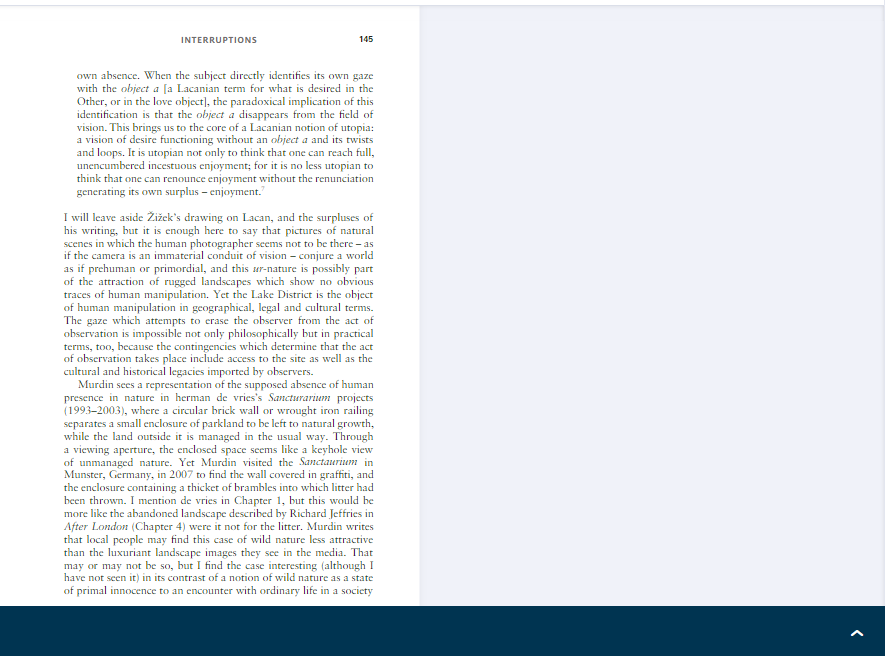 INTERRUPTIONS 145
own absence. When the subject directly identifies its own gaze
with the object a [a Lacanian term for what is desired in the
Other, or in the love object], the paradoxical implication of this
identification is that the object a disappears from the field of
vision. This brings us to the core of a Lacanian notion of utopia:
a vision of desire functioning without an object a and its twists
and loops. It is utopian not only to think that one can reach full,
unencumbered incestuous enjoyment; for it is no less utopian to
think that one can renounce enjoyment without the renunciation
generating its own surplus – enjoyment.7
I will leave aside Žižek's drawing on Lacan, and the surpluses of
his writing, but it is enough here to say that pictures of natural
scenes in which the human photographer seems not to be there – as
if the camera is an immaterial conduit of vision – conjure a world
as if prehuman or primordial, and this ur-nature is possibly part
of the attraction of rugged landscapes which show no obvious
traces of human manipulation. Yet the Lake District is the object
of human manipulation in geographical, legal and cultural terms.
The gaze which attempts to erase the observer from the act of
observation is impossible not only philosophically but in practical
terms, too, because the contingencies which determine that the act
of observation takes place include access to the site as well as the
cultural and historical legacies imported by observers.
Murdin sees a representation of the supposed absence of human
presence in nature in herman de vries's Sancturarium projects
(1993–2003), where a circular brick wall or wrought iron railing
separates a small enclosure of parkland to be left to natural growth,
while the land outside it is managed in the usual way. Through
a viewing aperture, the enclosed space seems like a keyhole view
of unmanaged nature. Yet Murdin visited the Sanctaurium in
Munster, Germany, in 2007 to find the wall covered in graffiti, and
the enclosure containing a thicket of brambles into which litter had
been thrown. I mention de vries in Chapter 1, but this would be
more like the abandoned landscape described by Richard Jeffries in
After London (Chapter 4) were it not for the litter. Murdin writes
that local people may find this case of wild nature less attractive
than the luxuriant landscape images they see in the media. That
may or may not be so, but I find the case interesting (although I
have not seen it) in its contrast of a notion of wild nature as a state
of primal innocence to an encounter with ordinary life in a society